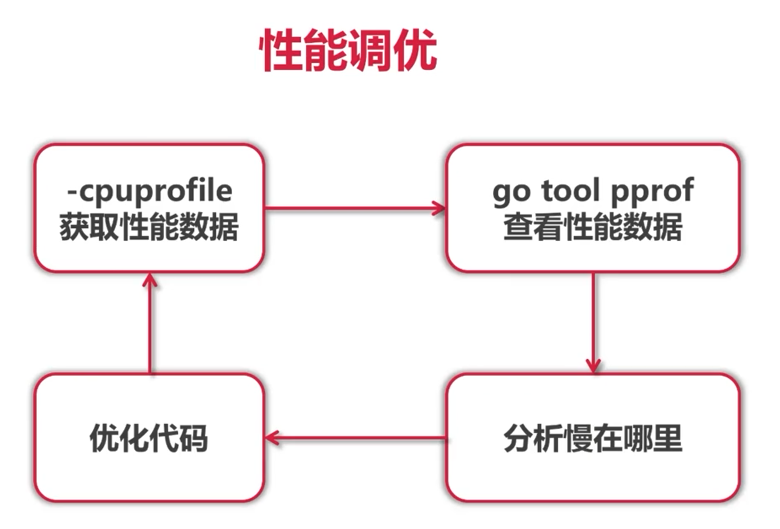 性能调优
-cpuprofile
获取性能数据
go tool pprof
查看性能数据
分析慢在哪里
优化代码